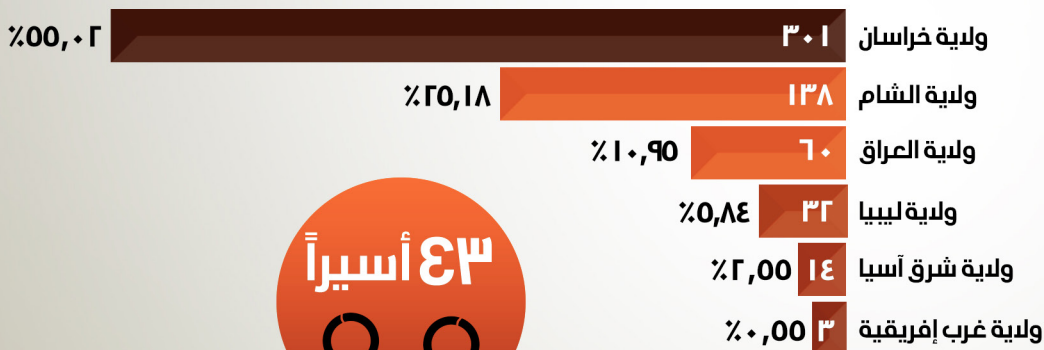 ولاية خراسان ٣٠١ ٪٥٥,٠٢
ولاية الشام ١٣٨ ٪٢٥,١٨
ولاية العراق ٦٠ ٪١٠,٩٥
ولاية ليبيا ٣٢ ٪٥,٨٤
ولاية شرق آسيا ١٤ ٪٢,٥٥
ولاية غرب إفريقية ٣ ٪٠,٥٥
٤٣ أسيراً